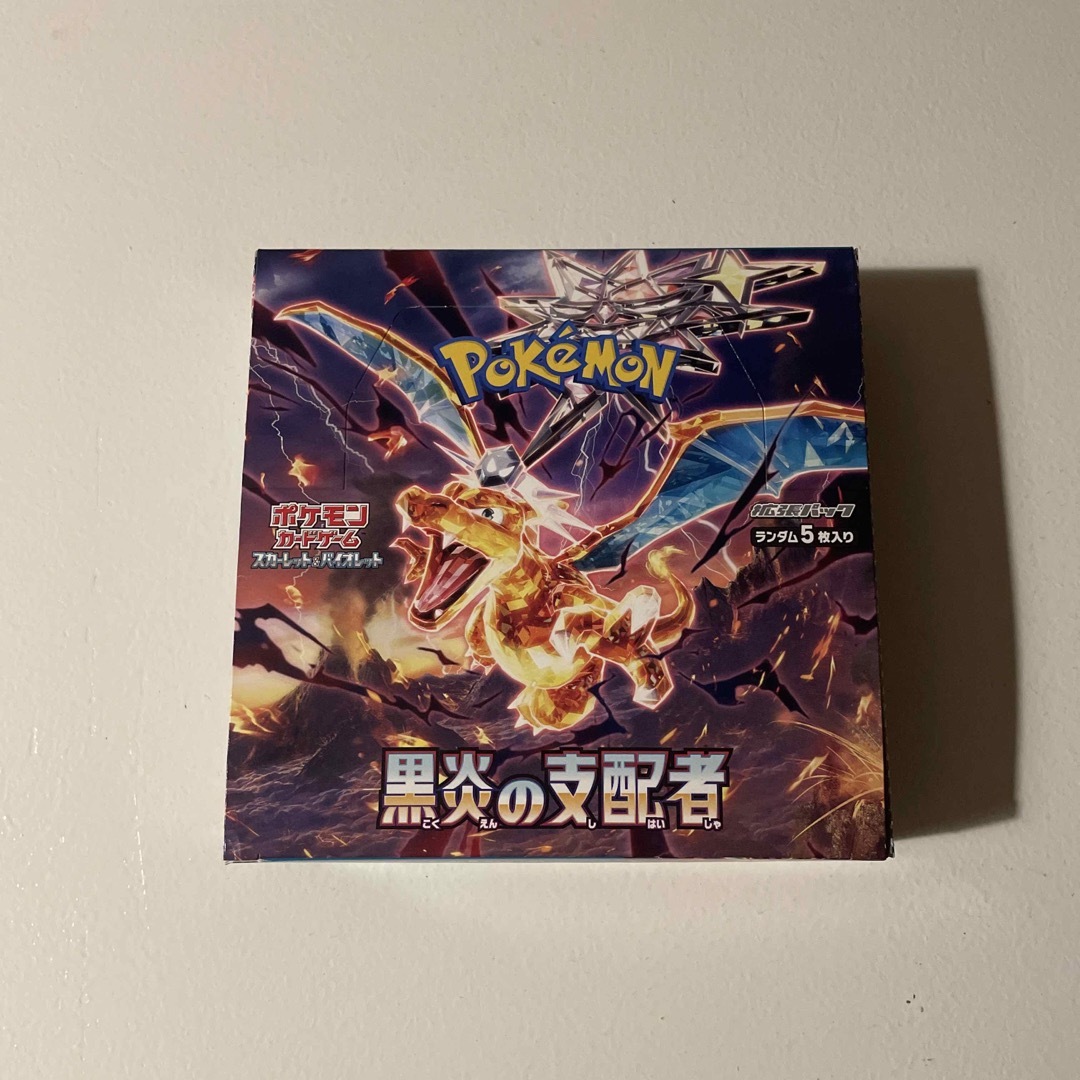 POKéMON
ポケモン
カードゲーム
スカーレット&バイオレット
拡張パック
ランダム5枚入り
黒炎の支配者
こくえんしはいしゃ